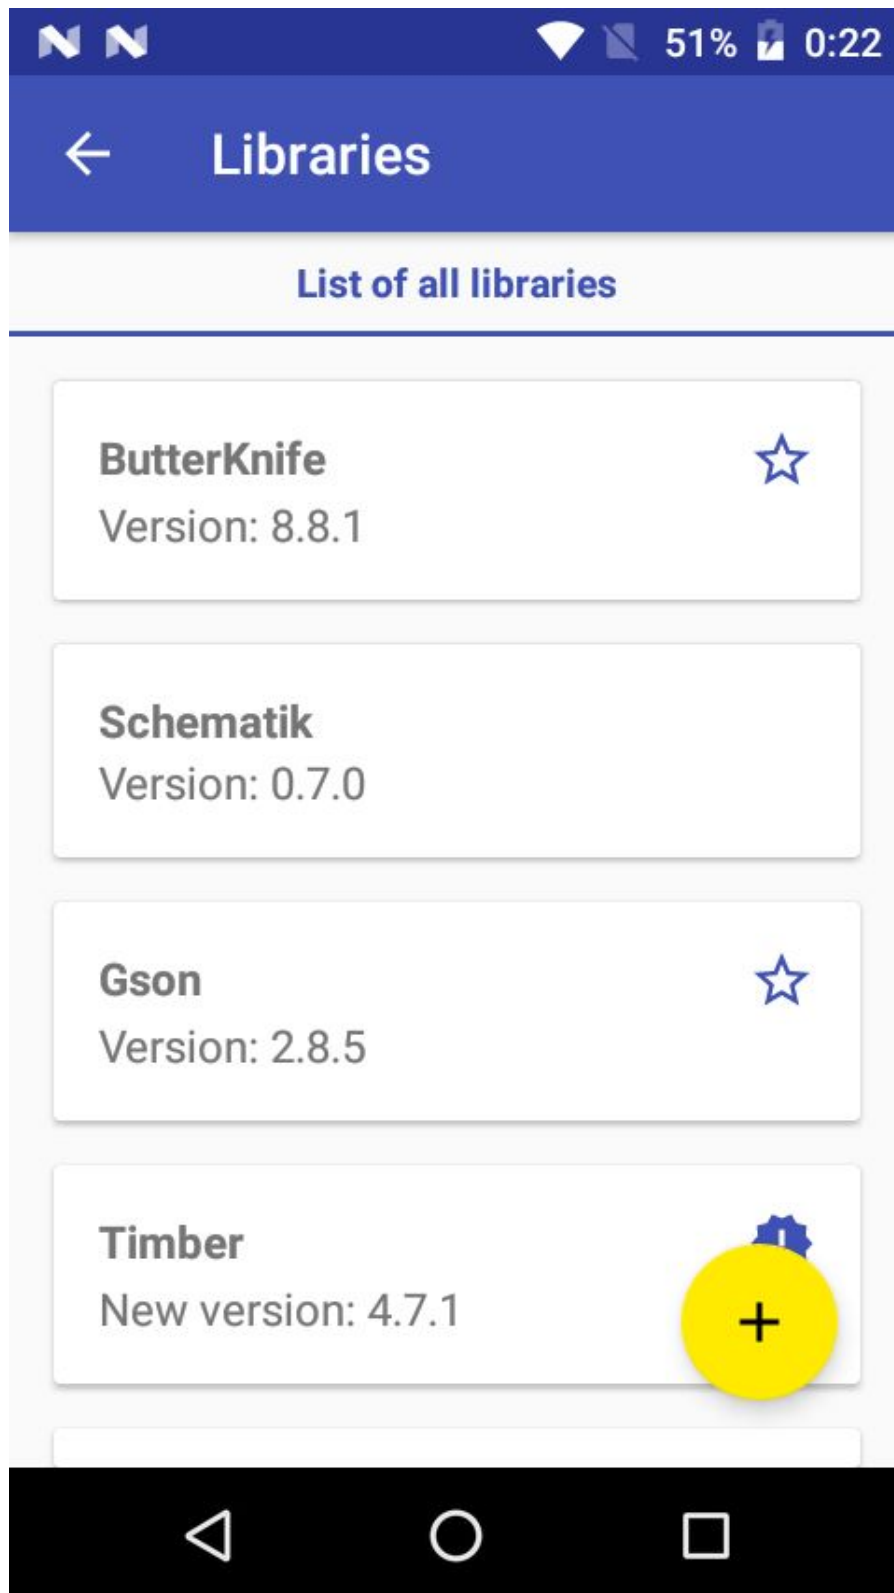 51% 0:22
Libraries
List of all libraries
ButterKnife
Version: 8.8.1
Schematik
Version: 0.7.0
Gson
Version: 2.8.5
Timber
New version: 4.7.1
+